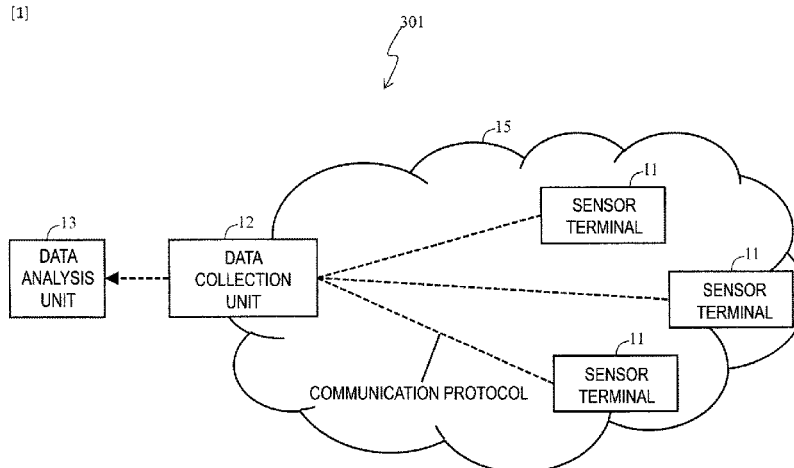 [1]
301
15
11
SENSOR
TERMINAL
13
DATA
ANALYSIS
UNIT
12
DATA
COLLECTION
UNIT
11
SENSOR
TERMINAL
11
SENSOR
TERMINAL
COMMUNICATION PROTOCOL